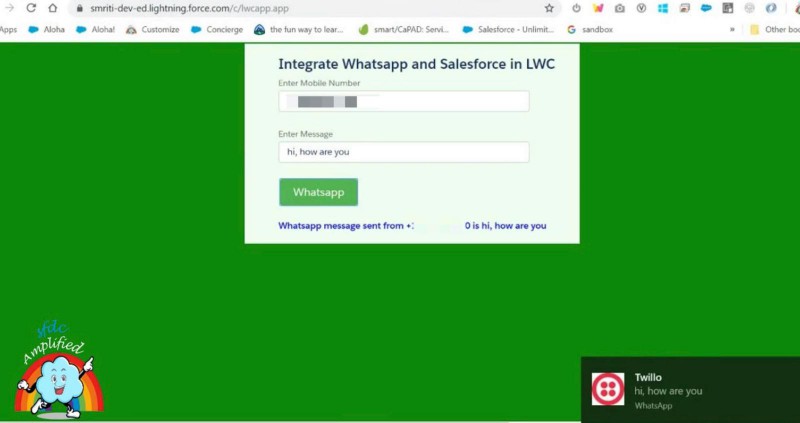 smriti-dev-ed.lightning.force.com/c/lwcapp.app
Apps Aloha Aloha! Customize Concierge the fun way to lear... smart/CaPAD: Servi... Salesforce - Unlimit... sandbox » Other boo
Integrate Whatsapp and Salesforce in LWC
Enter Mobile Number
Enter Message
hi, how are you
Whatsapp
Whatsapp message sent from +1 0 is hi, how are you
sfdc
Amplified
Twillo
hi, how are you
WhatsApp